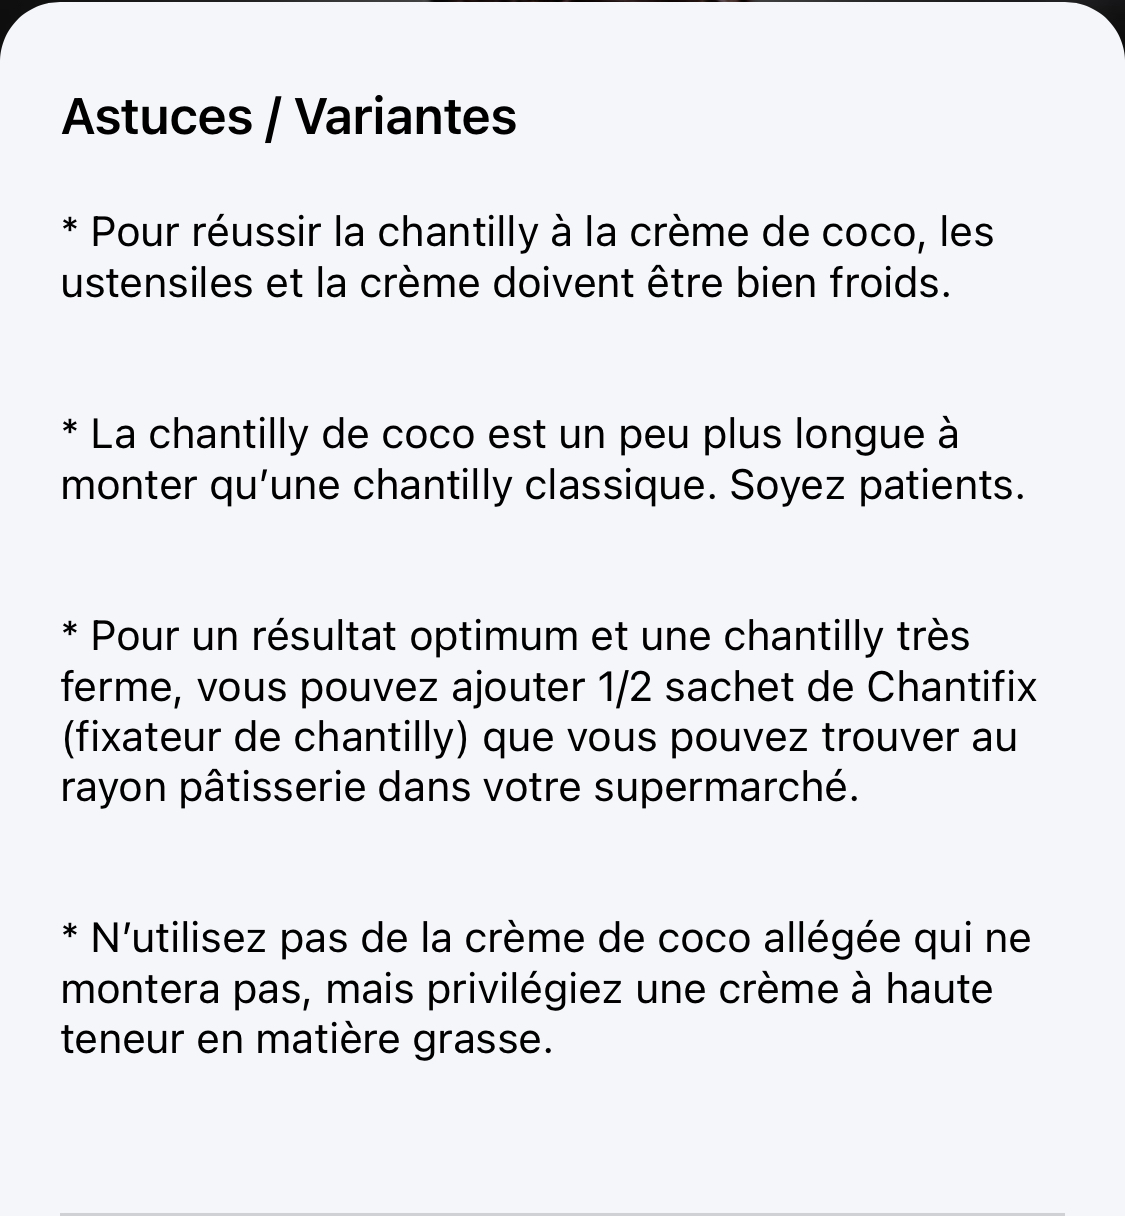 Astuces / Variantes
* Pour réussir la chantilly à la crème de coco, les
ustensiles et la crème doivent être bien froids.
* La chantilly de coco est un peu plus longue à
monter qu’une chantilly classique. Soyez patients.
* Pour un résultat optimum et une chantilly très
ferme, vous pouvez ajouter 1/2 sachet de Chantifix
(fixateur de chantilly) que vous pouvez trouver au
rayon pâtisserie dans votre supermarché.
* N’utilisez pas de la crème de coco allégée qui ne
montera pas, mais privilégiez une crème à haute
teneur en matière grasse.